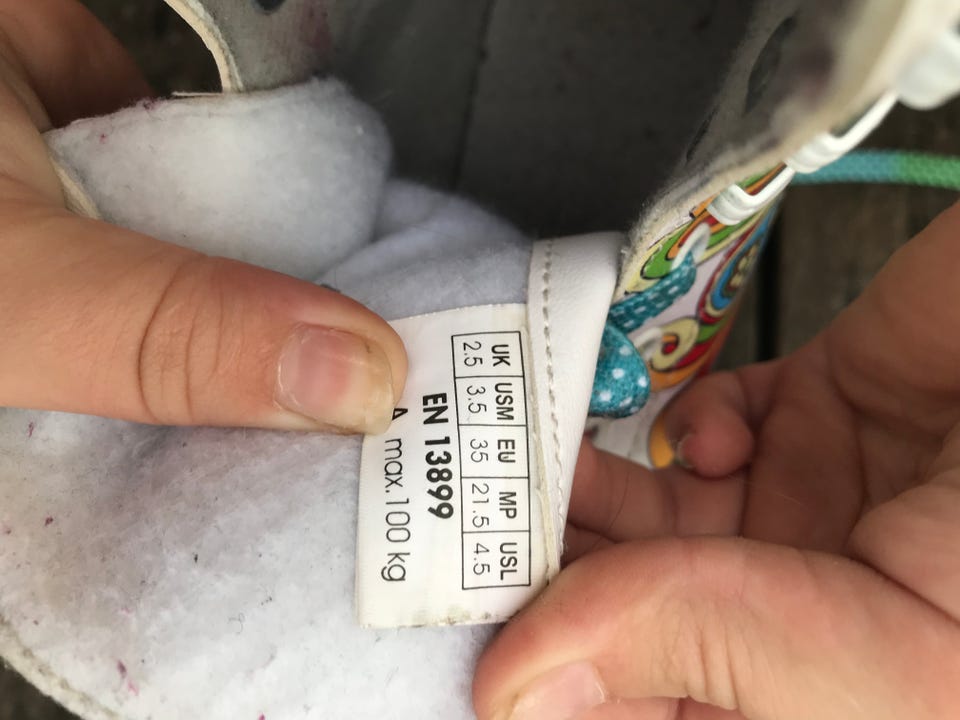 UK USM EU MP USL
2.5 3.5 35 21.5 4.5
EN 13899
A max.100 kg